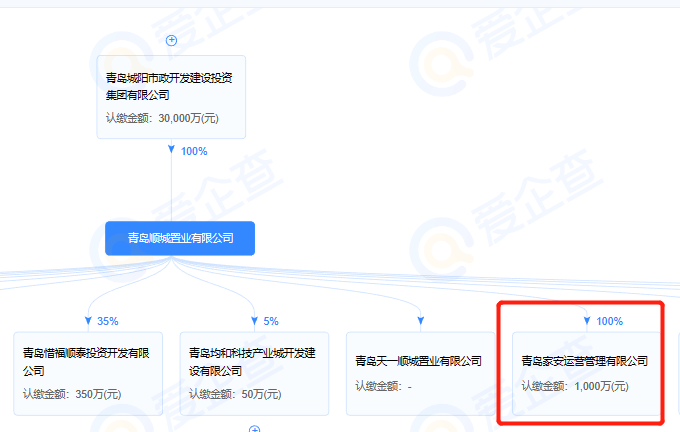 青岛城阳市政开发建设投资
集团有限公司
认缴金额：30,000万(元)
100%
青岛顺城置业有限公司
35%
5%
100%
青岛惜福顺泰投资开发有限
公司
认缴金额：350万(元)
青岛均和科技产业城开发建
设有限公司
认缴金额：50万(元)
青岛天一顺城置业有限公司
认缴金额：-
青岛家安运营管理有限公司
认缴金额：1,000万(元)
爱企查
爱企查
爱企查
爱企查
爱企查
爱企查